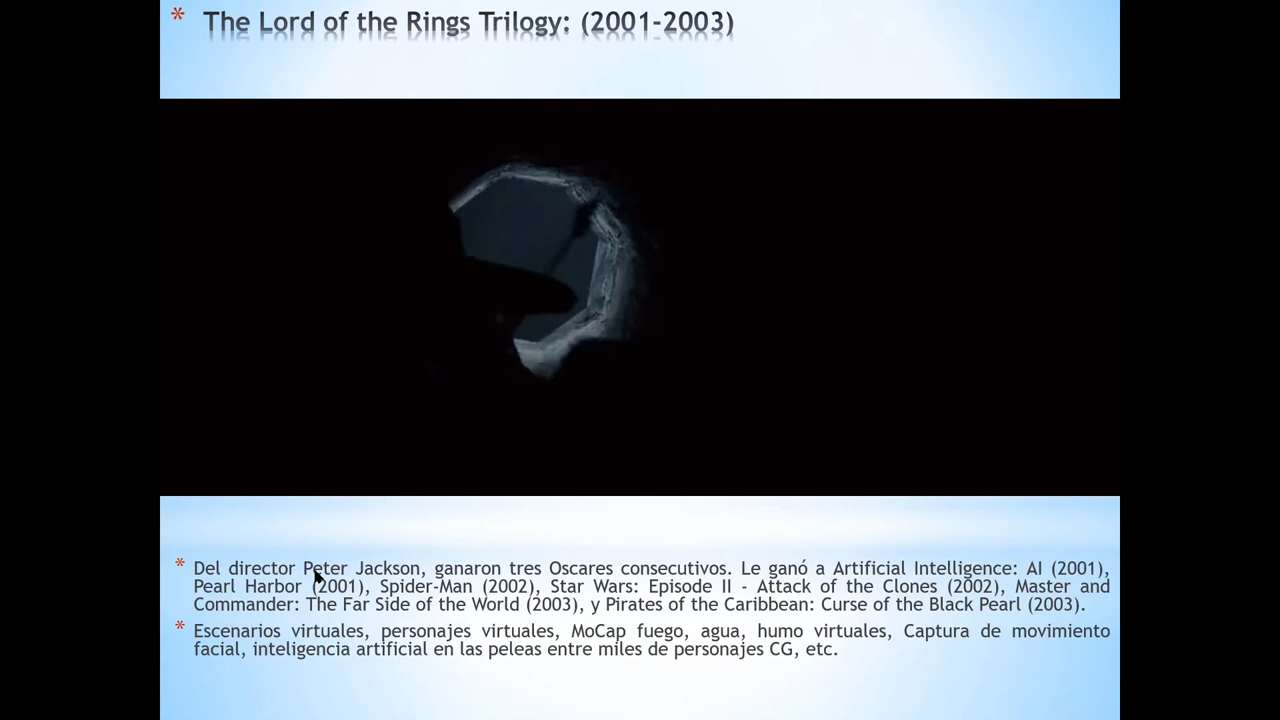 * The Lord of the Rings Trilogy: (2001-2003)
* Del director Peter Jackson, ganaron tres Oscares consecutivos. Le ganó a Artificial Intelligence: AI (2001),
Pearl Harbor (2001), Spider-Man (2002), Star Wars: Episode II - Attack of the Clones (2002), Master and
Commander: The Far Side of the World (2003), y Pirates of the Caribbean: Curse of the Black Pearl (2003).
* Escenarios virtuales, personajes virtuales, MoCap fuego, agua, humo virtuales, Captura de movimiento
facial, inteligencia artificial en las peleas entre miles de personajes CG, etc.